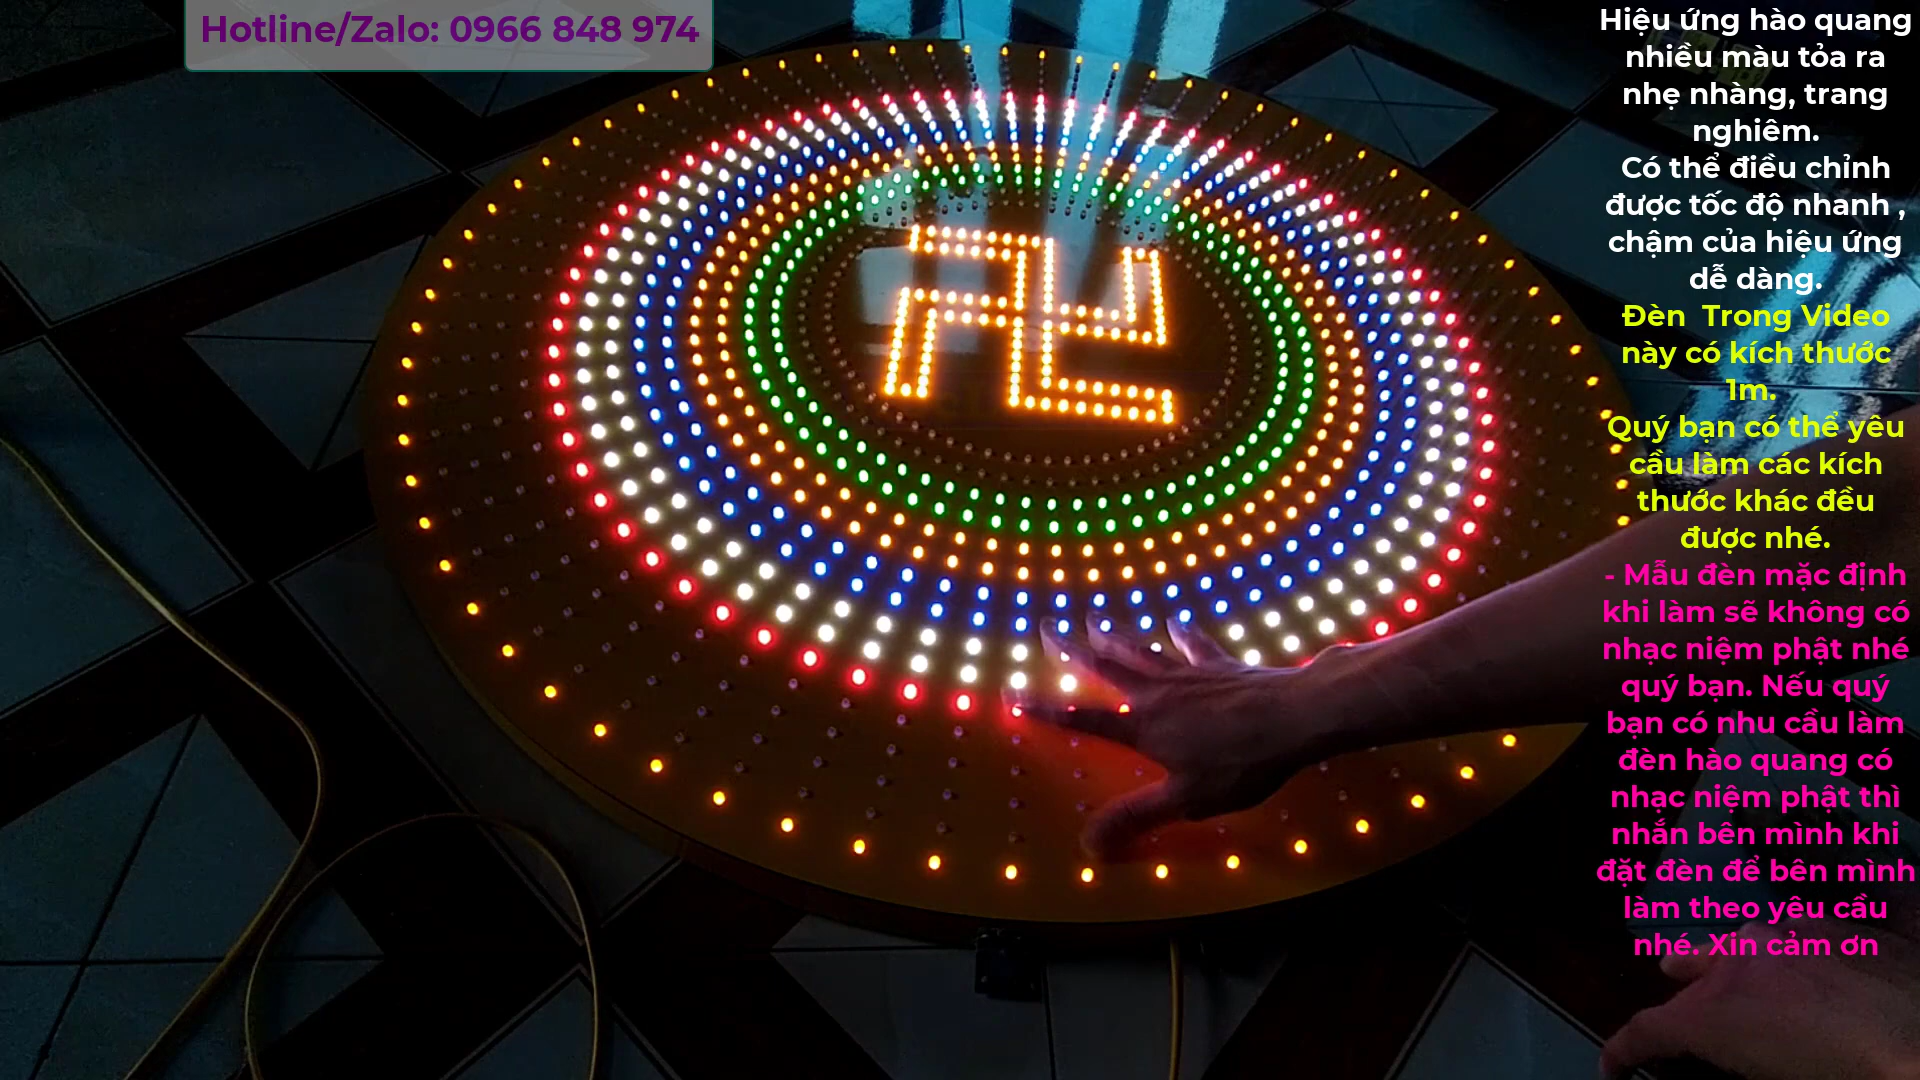 Hotline/Zalo: 0966 848 974
Hiệu ứng hào quang
nhiều màu tỏa ra
nhẹ nhàng, trang
nghiêm.
Có thể điều chỉnh
được tốc độ nhanh ,
chậm của hiệu ứng
dễ dàng.
Đèn  Trong Video
này có kích thước
1m.
Quý bạn có thể yêu
cầu làm các kích
thước khác đều
được nhé.
- Mẫu đèn mặc định
khi làm sẽ không có
nhạc niệm phật nhé
quý bạn. Nếu quý
bạn có nhu cầu làm
đèn hào quang có
nhạc niệm phật thì
nhắn bên mình khi
đặt đèn để bên mình
làm theo yêu cầu
nhé. Xin cảm ơn